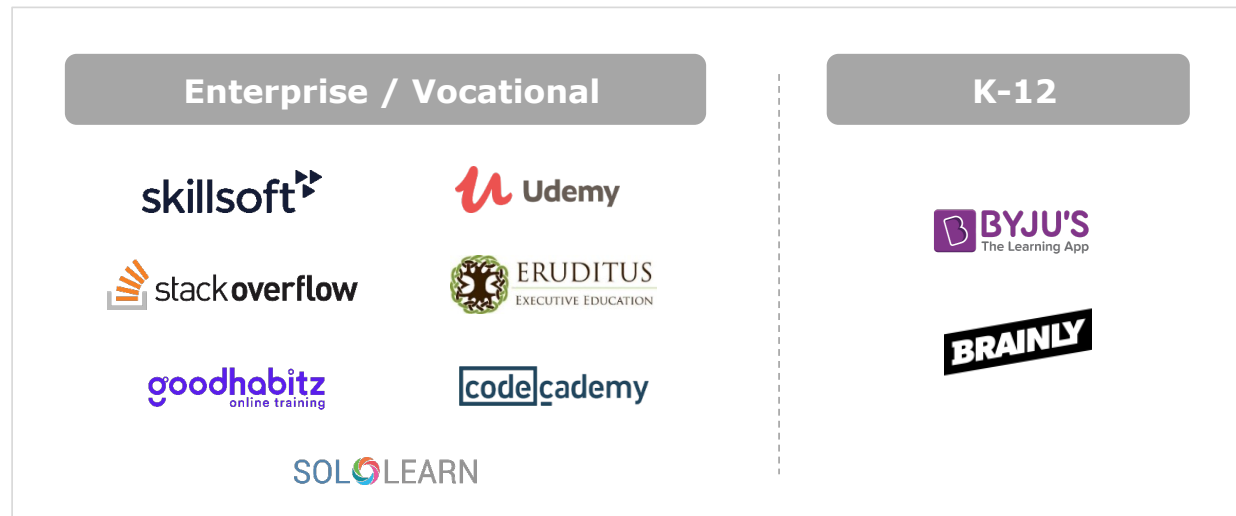 Enterprise / Vocational
K-12
skillsoft
Udemy
BYJU'S
The Learning App
stackoverflow
ERUDITUS
EXECUTIVE EDUCATION
BRAINLY
goodhabitz
online training
codecademy
SOLOLEARN